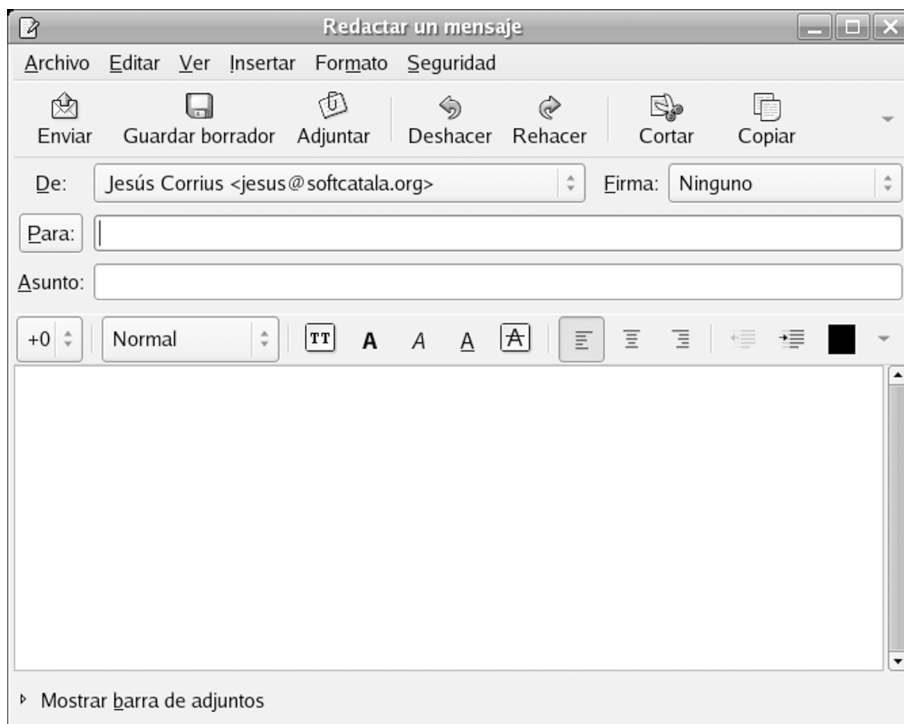 Redactar un mensaje
Archivo Editar Ver Insertar Formato Seguridad
Enviar Guardar borrador Adjuntar Deshacer Rehacer Cortar Copiar
De: Jesús Corrius <jesus@softcatala.org> Firma: Ninguno
Para:
Asunto:
+0 Normal TT A A A A
Mostrar barra de adjuntos